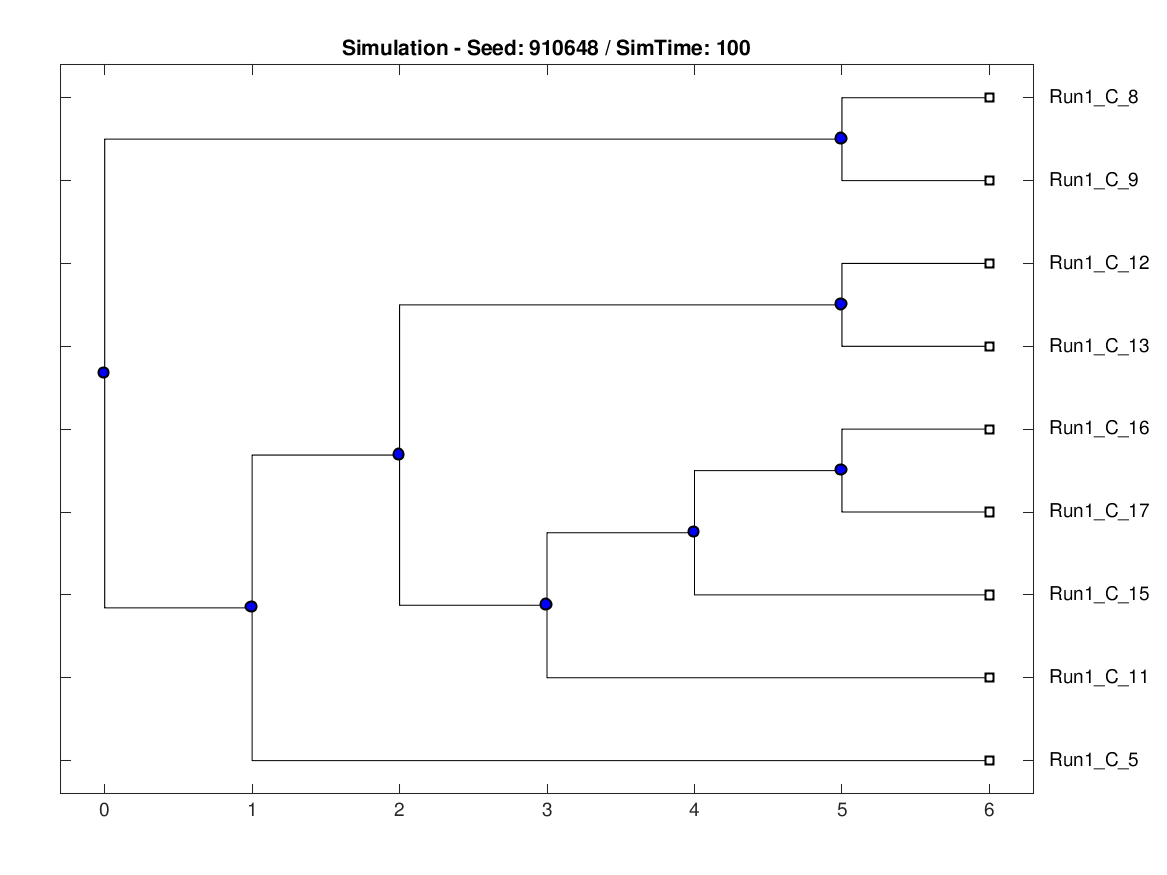 Simulation - Seed: 910648 / SimTime: 100
Run1_C_8
Run1_C_9
Run1_C_12
Run1_C_13
Run1_C_16
Run1_C_17
Run1_C_15
Run1_C_11
Run1_C_5
0 1 2 3 4 5 6